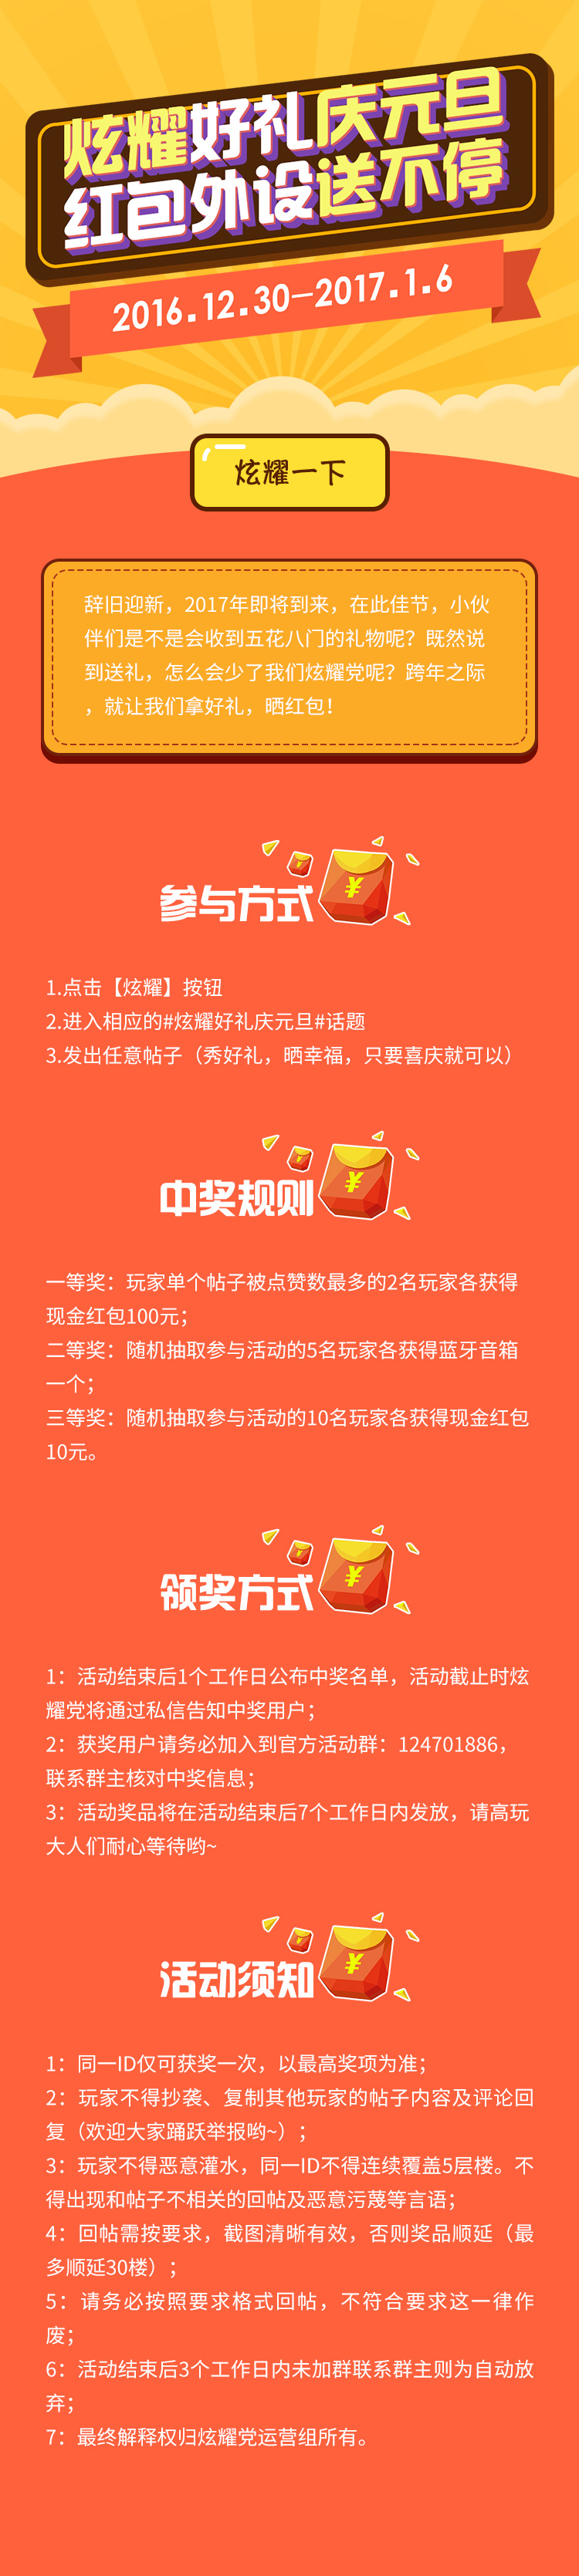 炫耀好礼庆元旦
红包外设送不停
2016.12.30-2017.1.6
炫耀一下
辞旧迎新，2017年即将到来，在此佳节，小伙
伴们是不是会收到五花八门的礼物呢？既然说
到送礼，怎么会少了我们炫耀党呢？跨年之际
，就让我们拿好礼，晒红包！
参与方式
¥
¥
1.点击【炫耀】按钮
2.进入相应的#炫耀好礼庆元旦#话题
3.发出任意帖子（秀好礼，晒幸福，只要喜庆就可以）
中奖规则
¥
¥
一等奖：玩家单个帖子被点赞数最多的2名玩家各获得
现金红包100元；
二等奖：随机抽取参与活动的5名玩家各获得蓝牙音箱
一个；
三等奖：随机抽取参与活动的10名玩家各获得现金红包
10元。
领奖方式
¥
¥
1：活动结束后1个工作日公布中奖名单，活动截止时炫
耀党将通过私信告知中奖用户；
2：获奖用户请务必加入到官方活动群：124701886，
联系群主核对中奖信息；
3：活动奖品将在活动结束后7个工作日内发放，请高玩
大人们耐心等待哟~
活动须知
¥
¥
1：同一ID仅可获奖一次，以最高奖项为准；
2：玩家不得抄袭、复制其他玩家的帖子内容及评论回
复（欢迎大家踊跃举报哟~）；
3：玩家不得恶意灌水，同一ID不得连续覆盖5层楼。不
得出现和帖子不相关的回帖及恶意污蔑等言语；
4：回帖需按要求，截图清晰有效，否则奖品顺延（最
多顺延30楼）；
5：请务必按照要求格式回帖，不符合要求这一律作
废；
6：活动结束后3个工作日内未加群联系群主则为自动放
弃；
7：最终解释权归炫耀党运营组所有。